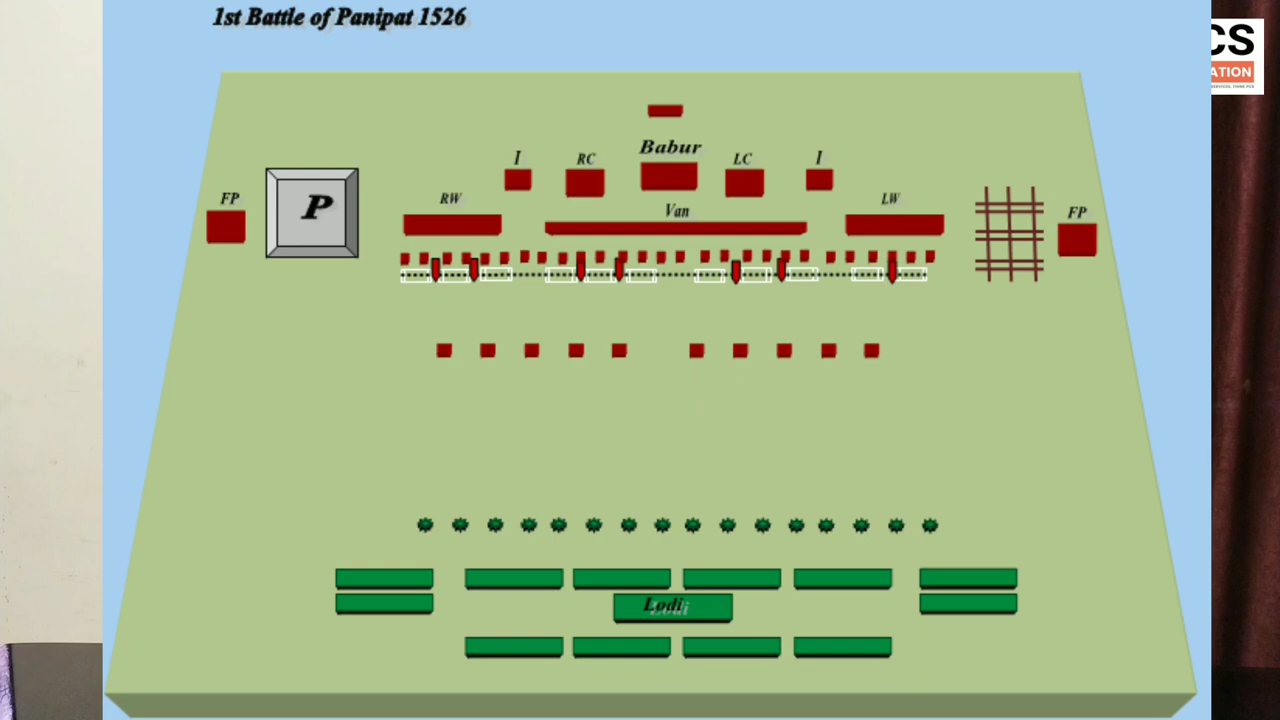 1st Battle of Panipat 1526
CS
ATION
Babur
I
RC
LC
I
FP
P
RW
Van
LW
FP
Lodi